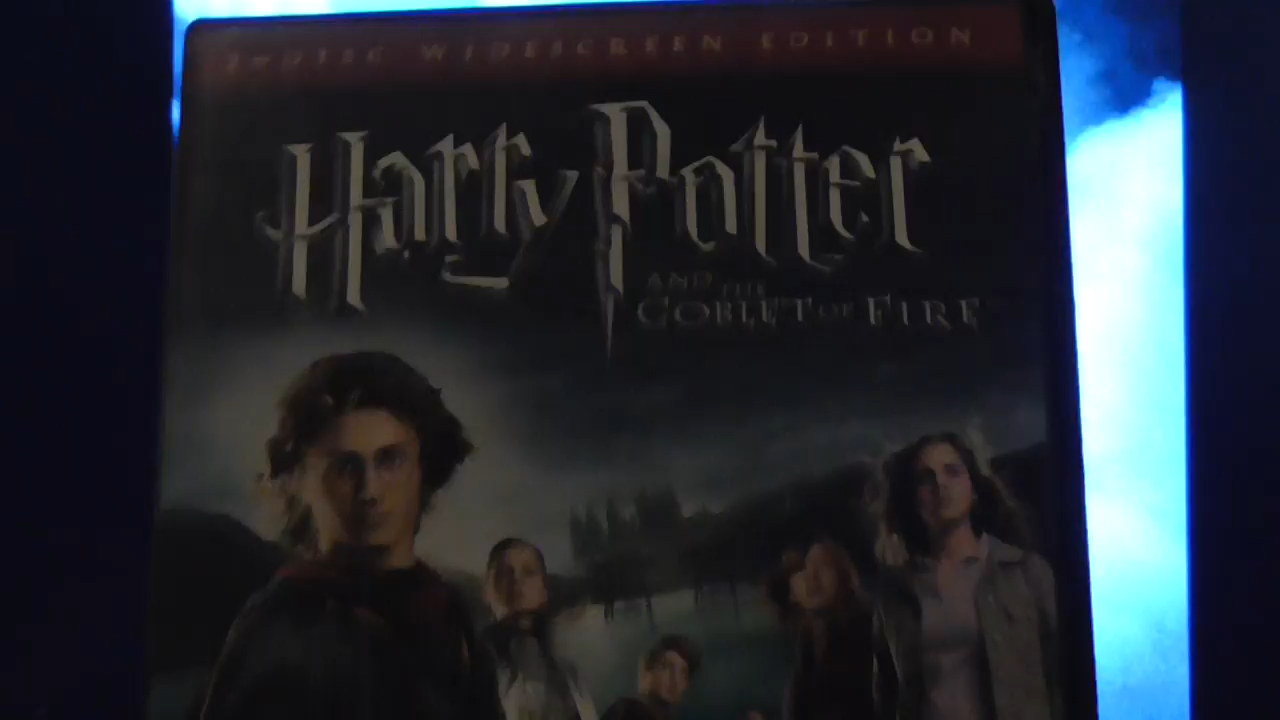 2-DISC WIDESCREEN EDITION
Harry Potter
AND THE
GOBLET OF FIRE